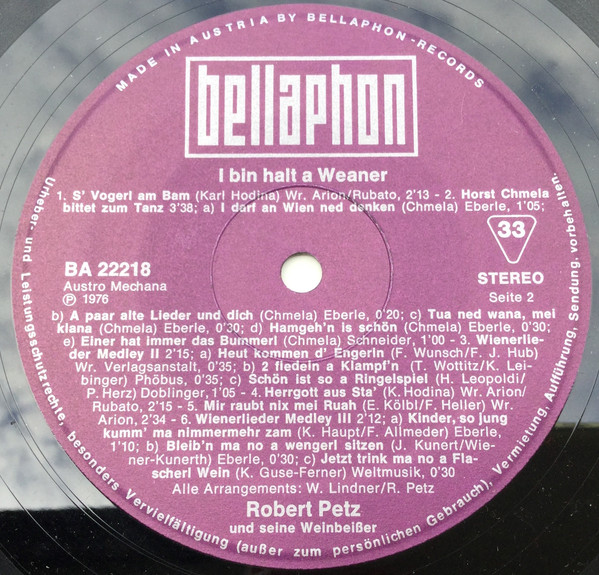 MADE IN AUSTRIA BY BELLAPHON-RECORDS
bellaphon
I bin halt a Weaner
1. S' Vogerl am Bam (Karl Hodina) Wr. Arion/Rubato, 2'13 - 2. Horst Chmela
bittet zum Tanz 3'38; a) I darf an Wien ned denken (Chmela) Eberle, 1'05;
33
BA 22218
Austro Mechana
Ⓟ 1976
STEREO
Seite 2
b) A paar alte Lieder und dich (Chmela) Eberle, 0'20; c) Tua ned wana, mei
klana (Chmela) Eberle, 0'30; d) Hamgeh'n is schön (Chmela) Eberle, 0'30;
e) Einer hat immer das Bummerl (Chmela) Schneider, 1'00 - 3. Wienerlie-
der Medley II 2'15; a) Heut kommen d' Engerln (F. Wunsch/F. J. Hub)
Wr. Verlagsanstalt, 0'35; b) 2 fiedeln a Klampf'n (T. Wottitz/K. Lei-
binger) Phöbus, 0'35; c) Schön ist so a Ringelspiel (H. Leopoldi/
P. Herz) Doblinger, 1'05 - 4. Herrgott aus Sta' (K. Hodina) Wr. Arion/
Rubato, 2'15 - 5. Mir raubt nix mei Ruah (E. Kölbl/F. Heller) Wr.
Arion, 2'34 - 6. Wienerlieder Medley III 2'12; a) Kinder, so jung
kumm' ma nimmermehr zam (K. Haupt/F. Allmeder) Eberle,
1'10; b) Bleib'n ma no a wengerl sitzen (J. Kunert/Wie-
ner-Kunerth) Eberle, 0'30; c) Jetzt trink ma no a Fla-
scherl Wein (K. Guse-Ferner) Weltmusik, 0'30
Alle Arrangements: W. Lindner/R. Petz
Robert Petz
und seine Weinbeißer
Urheber- und Leistungsschutzrechte, besonders Vervielfältigung (außer zum persönlichen Gebrauch), Vermietung, Aufführung, Sendung, vorbehalten.